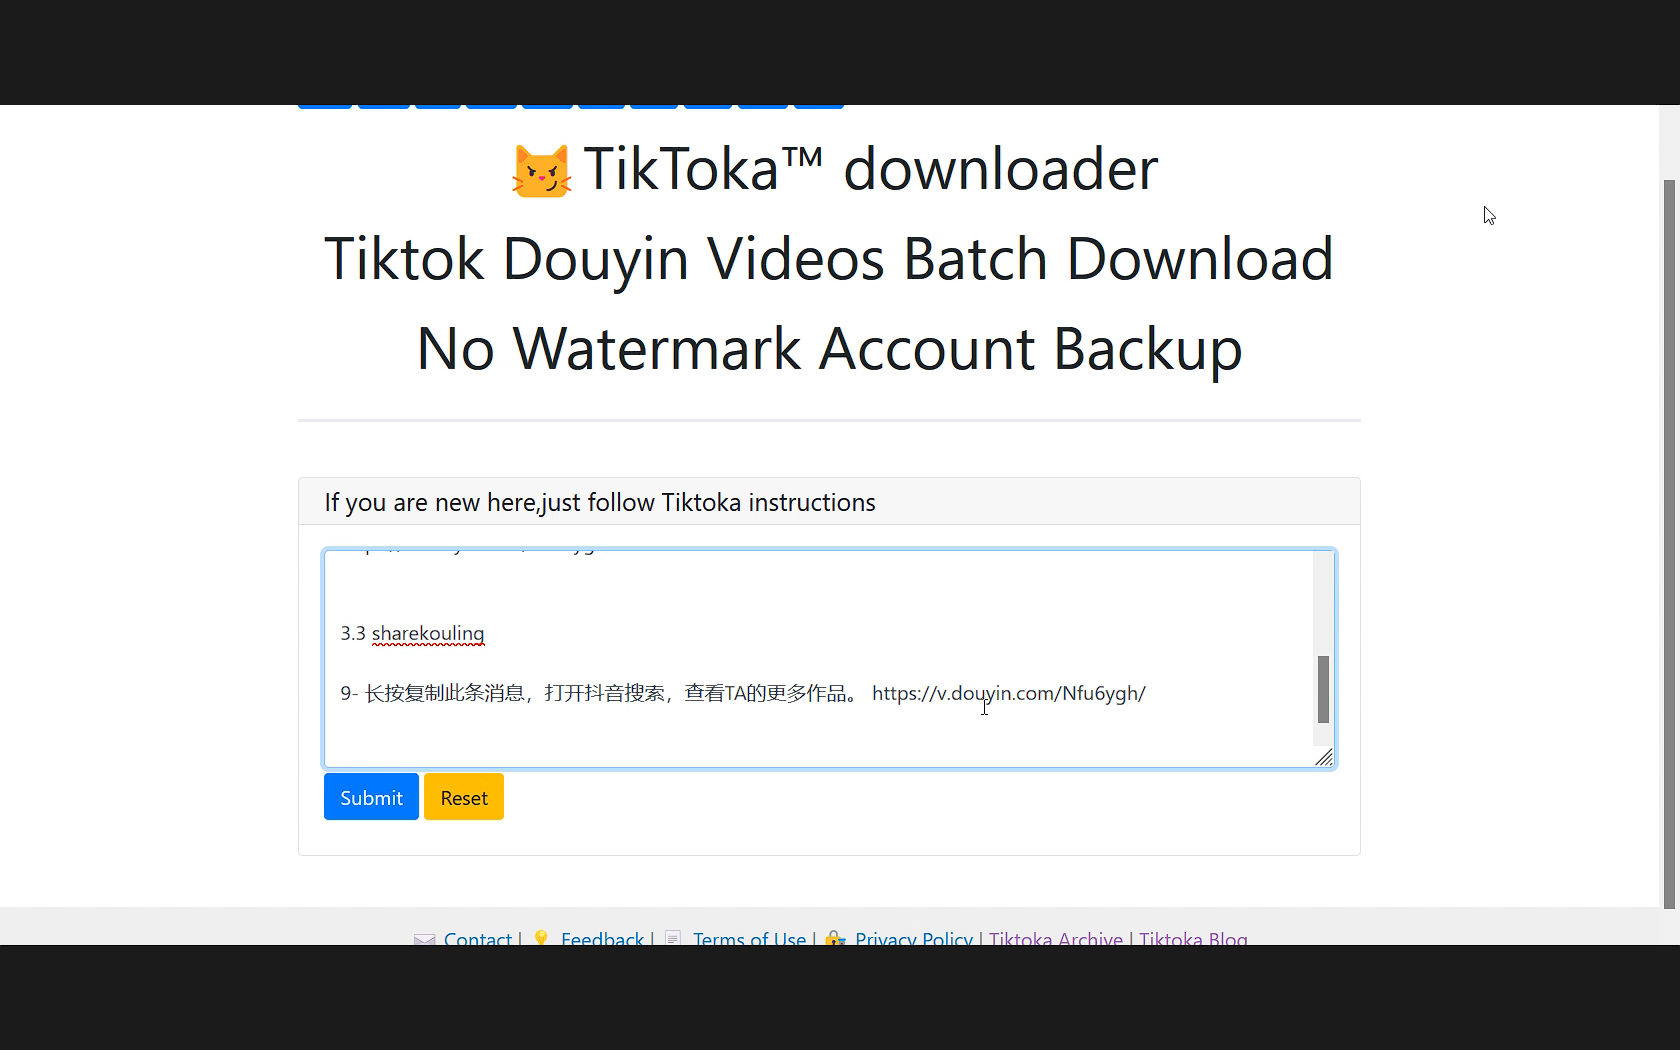 TikToka™ downloader
Tiktok Douyin Videos Batch Download
No Watermark Account Backup
If you are new here,just follow Tiktoka instructions
3.3 sharekouling
9- 长按复制此条消息，打开抖音搜索，查看TA的更多作品。 https://v.douyin.com/Nfu6ygh/
Submit Reset
Contact | Feedback | Terms of Use | Privacy Policy | Tiktoka Archive | Tiktoka Blog